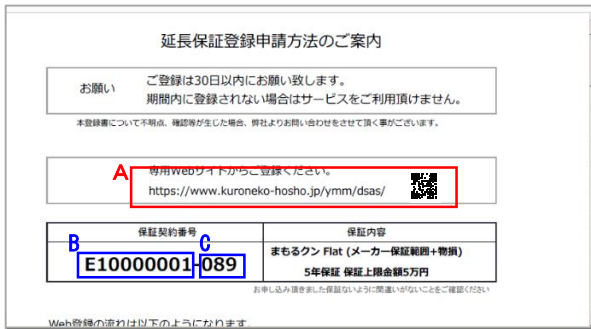 延長保証登録申請方法のご案内
お願い
ご登録は30日以内にお願い致します。
期間内に登録されない場合はサービスをご利用頂けません。
本登録書について不明点、確認等が生じた場合、弊社よりお問い合わせをさせて頂く事がございます。
A
専用Webサイトからご登録ください。
https://www.kuroneko-hosho.jp/ymm/dsas/
保証契約番号
保証内容
B
C
E10000001-089
まもるクン Flat (メーカー保証範囲+物損)
5年保証 保証上限金額5万円
お申し込み頂きました保証ないように間違いがないことをご確認ください
Web登録の流れは以下のようになります。